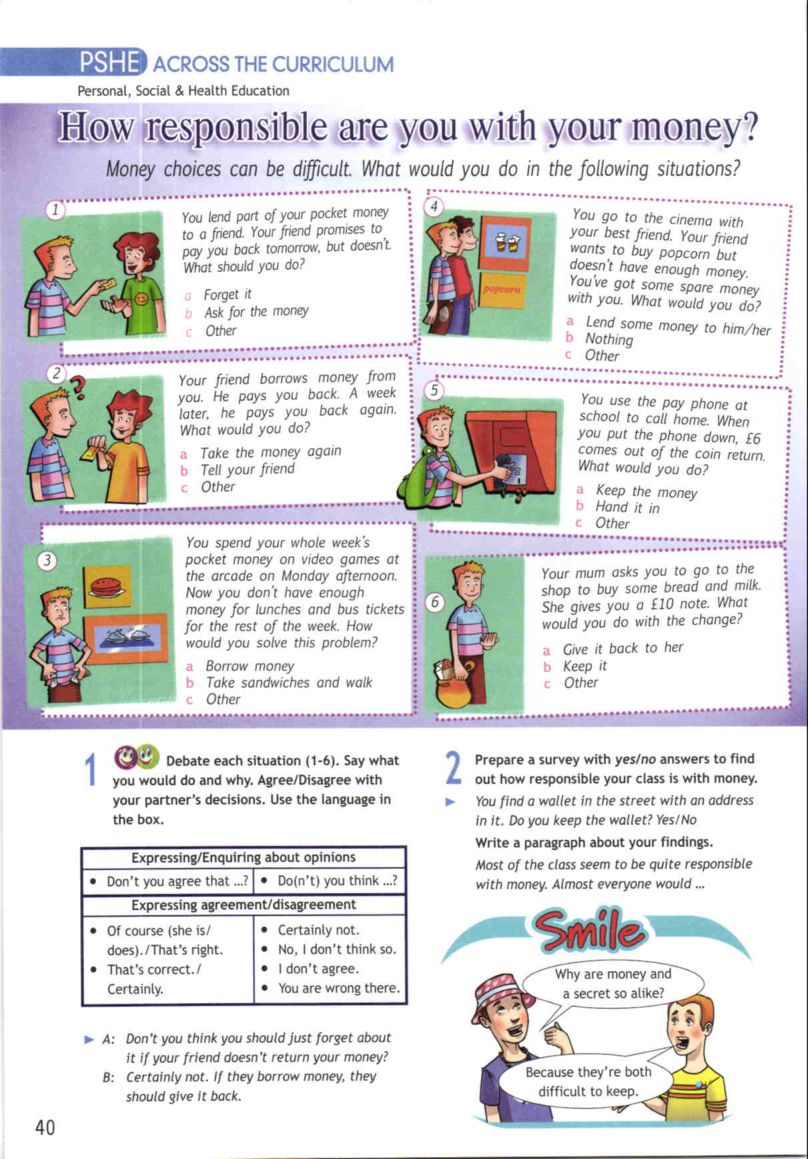 PSHE ACROSS THE CURRICULUM
Personal, Social & Health Education
How responsible are you with your money?
Money choices can be difficult. What would you do in the following situations?
1
You lend part of your pocket money
to a friend. Your friend promises to
pay you back tomorrow, but doesn't.
What should you do?
a Forget it
b Ask for the money
c Other
2
Your friend borrows money from
you. He pays you back. A week
later, he pays you back again.
What would you do?
a Take the money again
b Tell your friend
c Other
3
You spend your whole week's
pocket money on video games at
the arcade on Monday afternoon.
Now you don't have enough
money for lunches and bus tickets
for the rest of the week. How
would you solve this problem?
a Borrow money
b Take sandwiches and walk
c Other
4
popcorn
You go to the cinema with
your best friend. Your friend
wants to buy popcorn but
doesn't have enough money.
You've got some spare money
with you. What would you do?
a Lend some money to him/her
b Nothing
c Other
5
You use the pay phone at
school to call home. When
you put the phone down, £6
comes out of the coin return.
What would you do?
a Keep the money
b Hand it in
c Other
6
Your mum asks you to go to the
shop to buy some bread and milk.
She gives you a £10 note. What
would you do with the change?
a Give it back to her
b Keep it
c Other
1 Debate each situation (1-6). Say what
you would do and why. Agree/Disagree with
your partner's decisions. Use the language in
the box.
Expressing/Enquiring about opinions
• Don't you agree that ...? • Do(n't) you think ...?
Expressing agreement/disagreement
• Of course (she is/
does)./That's right.
• That's correct./
Certainly.
• Certainly not.
• No, I don't think so.
• I don't agree.
• You are wrong there.
► A: Don't you think you should just forget about
it if your friend doesn't return your money?
B: Certainly not. If they borrow money, they
should give it back.
2 Prepare a survey with yes/no answers to find
out how responsible your class is with money.
► You find a wallet in the street with an address
in it. Do you keep the wallet? Yes/No
Write a paragraph about your findings.
Most of the class seem to be quite responsible
with money. Almost everyone would ...
Smile
Why are money and
a secret so alike?
Because they're both
difficult to keep.
40